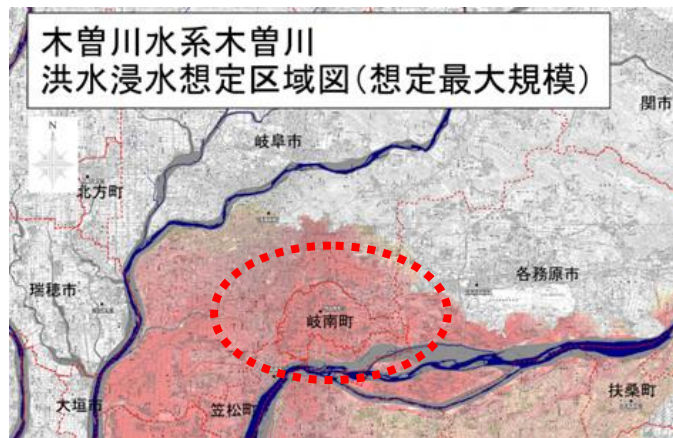 木曽川水系木曽川
洪水浸水想定区域図(想定最大規模)
関市
N
岐阜市
北方町
各務原市
瑞穂市
岐南町
扶桑町
大垣市
笠松町